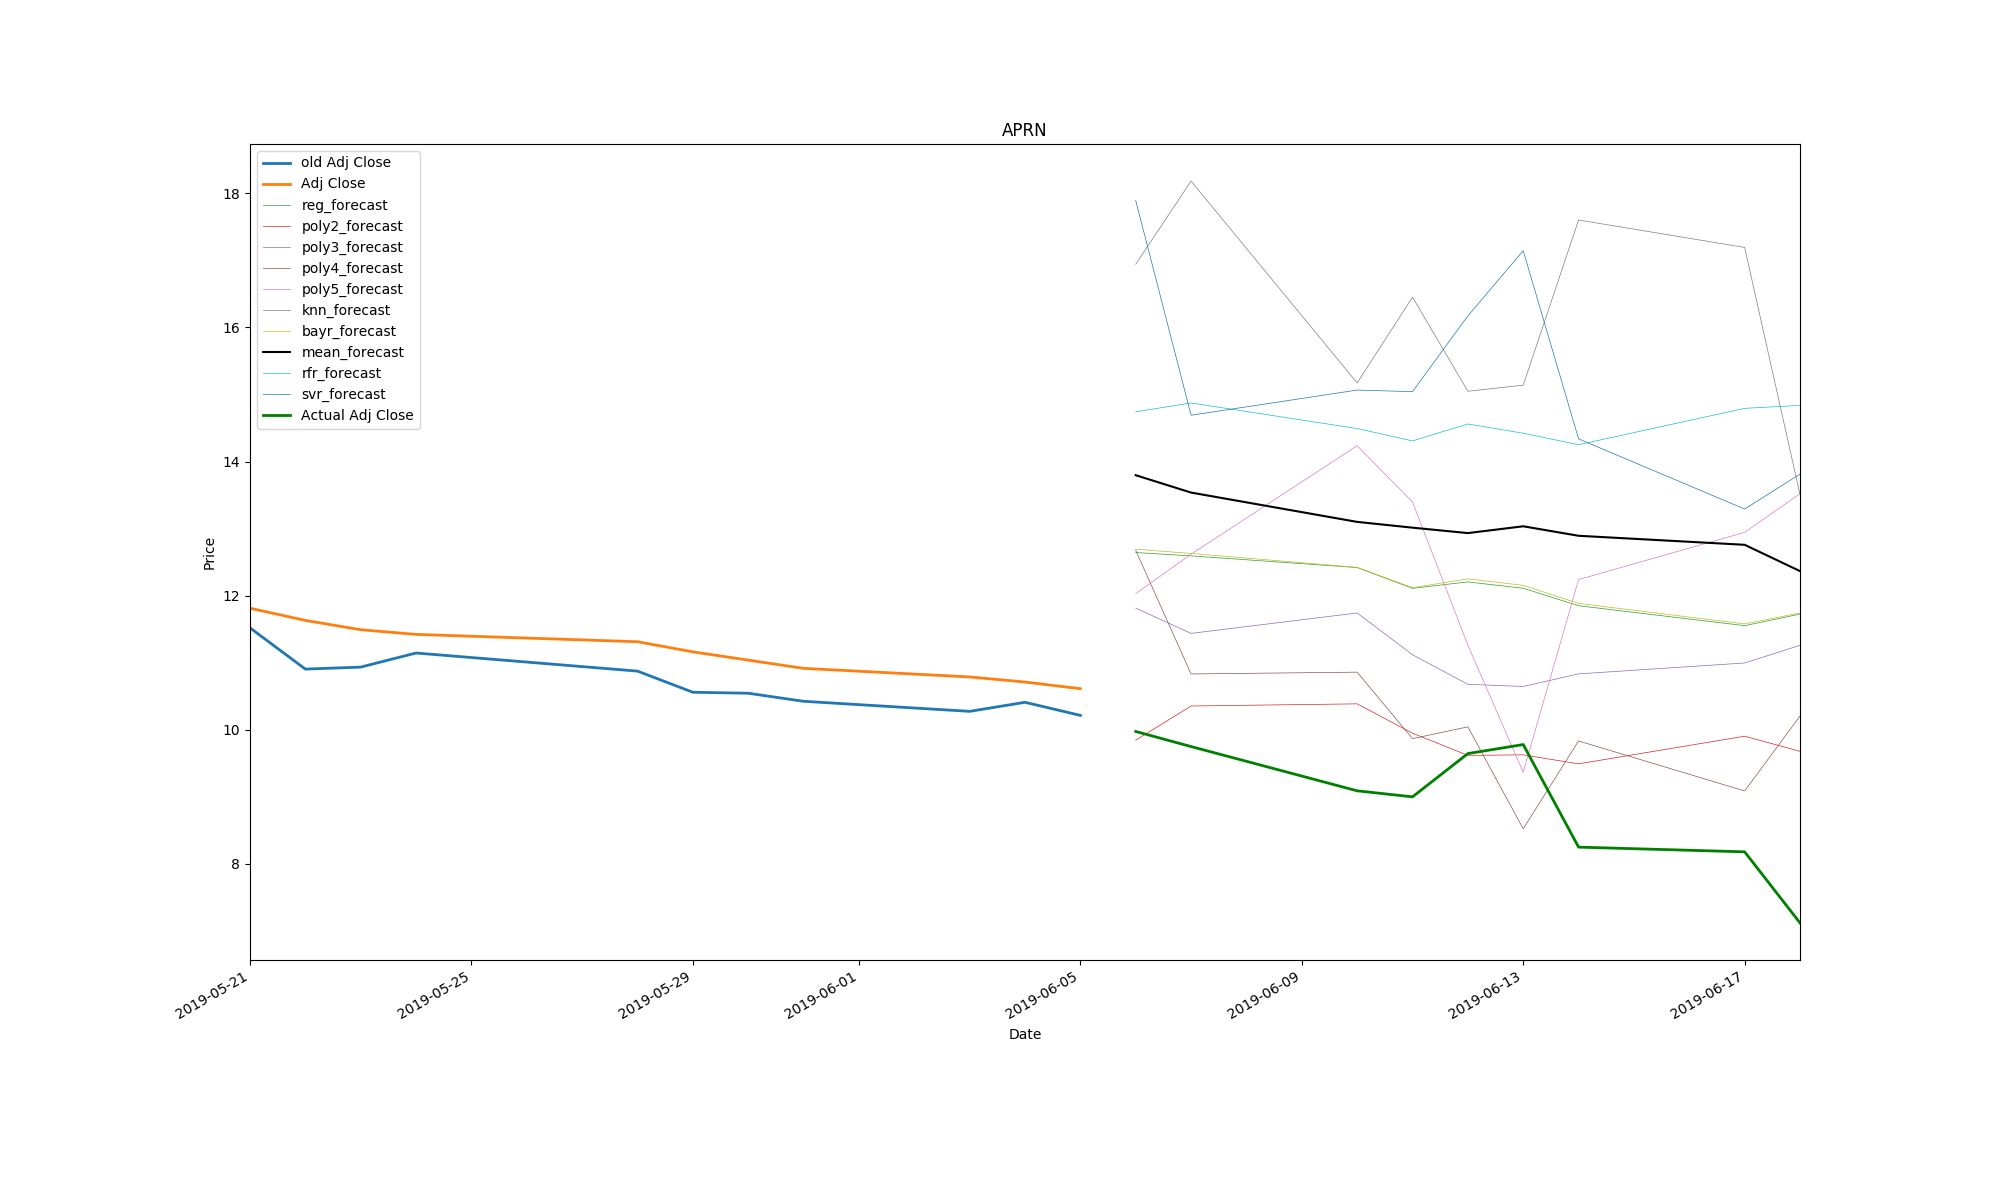 APRN
old Adj Close
Adj Close
reg_forecast
poly2_forecast
poly3_forecast
poly4_forecast
poly5_forecast
knn_forecast
bayr_forecast
mean_forecast
rfr_forecast
svr_forecast
Actual Adj Close
18
16
14
12
10
8
Price
2019-05-21
2019-05-25
2019-05-29
2019-06-01
2019-06-05
2019-06-09
2019-06-13
2019-06-17
Date